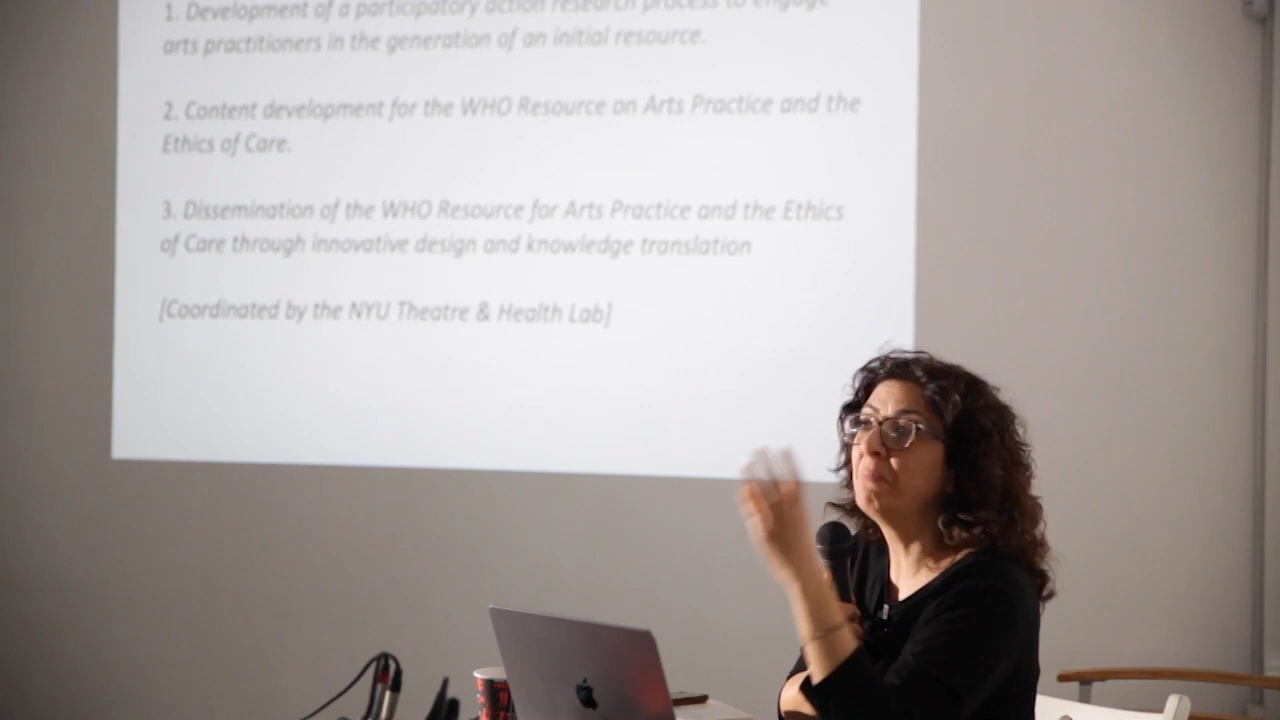 1. Development of a participatory action research process to engage
arts practitioners in the generation of an initial resource.
2. Content development for the WHO Resource on Arts Practice and the
Ethics of Care.
3. Dissemination of the WHO Resource for Arts Practice and the Ethics
of Care through innovative design and knowledge translation
[Coordinated by the NYU Theatre & Health Lab]